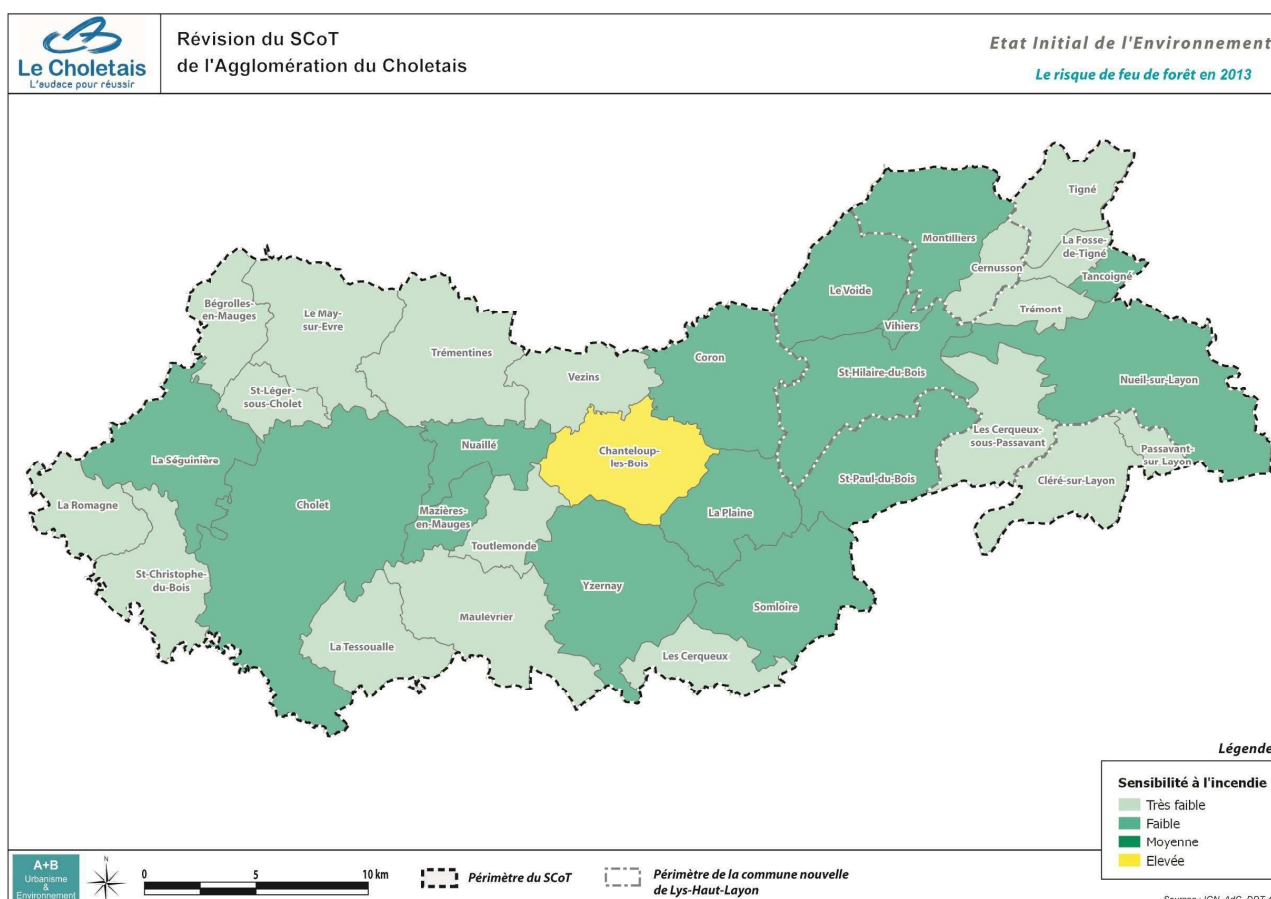 Le Choletais
L'audace pour réussir
Révision du SCoT
de l'Agglomération du Choletais
Etat Initial de l'Environnement
Le risque de feu de forêt en 2013
Tigné
La Fosse-
de-Tigné
Tancoigné
Montilliers
Cernusson
Trémont
Le Voide
Vihiers
Bégrolles-
en-Mauges
Le May-
sur-Evre
Trémentines
Vezins
Coron
St-Hilaire-du-Bois
Nueil-sur-Layon
St-Léger-
sous-Cholet
Les Cerqueux-
sous-Passavant
Passavant-
sur-Layon
Cléré-sur-Layon
La Séguinière
Nuaillé
Chanteloup-
les-Bois
St-Paul-du-Bois
La Romagne
Cholet
Mazières-
en-Mauges
La Plaine
Toutlemonde
St-Christophe-
du-Bois
Yzernay
Somloire
Maulévrier
La Tessoualle
Les Cerqueux
Légende
Sensibilité à l'incendie
Très faible
Faible
Moyenne
Elevée
A+B
Urbanisme
&
Environnement
N
0 5 10 km
Périmètre du SCoT
Périmètre de la commune nouvelle
de Lys-Haut-Layon
Sources : IGN, AdC, DDT